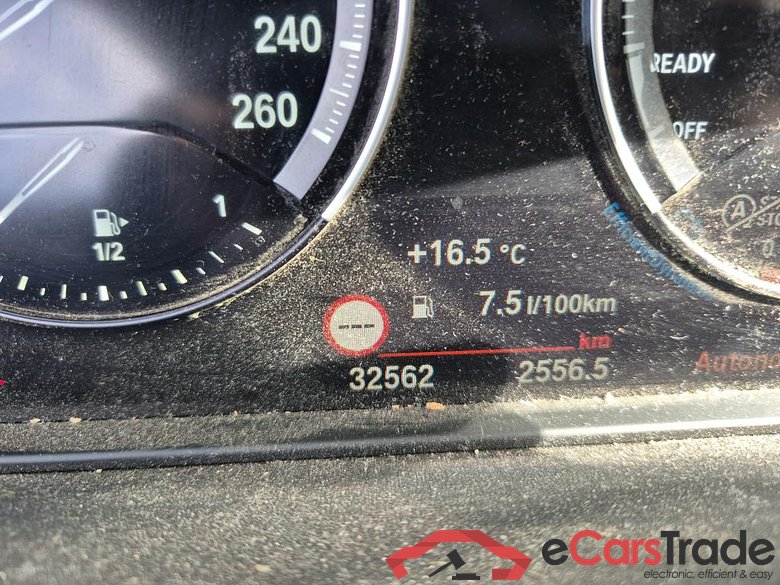 240
260
READY
OFF
1
1/2
A
+16.5 °C
7.5 l/100km
--- --- ---
km
32562
2556.5
eCarsTrade
electronic, efficient & easy